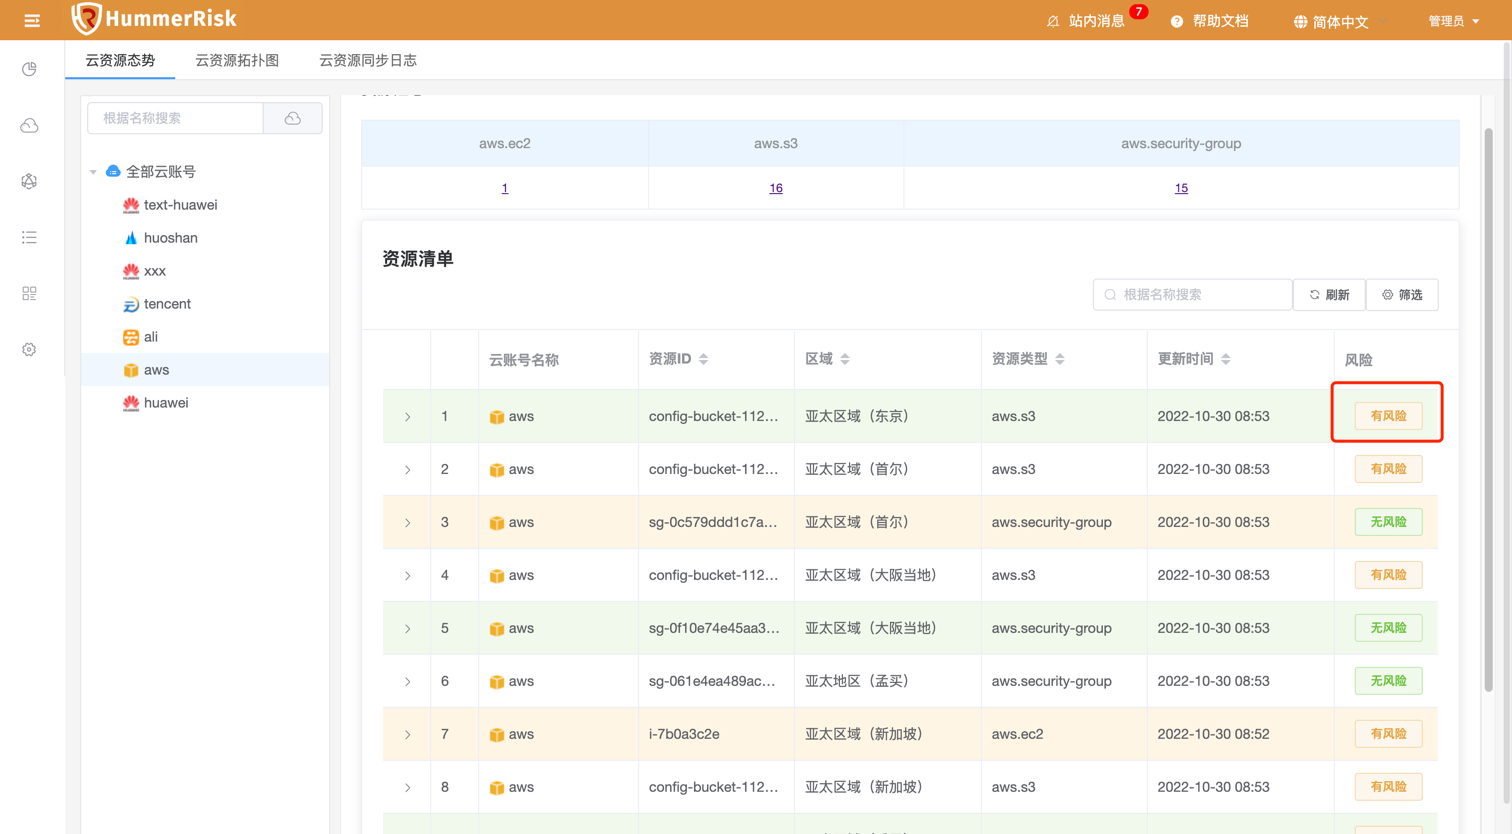 HummerRisk
站内消息 7 帮助文档 简体中文 管理员
云资源态势 云资源拓扑图 云资源同步日志
根据名称搜索
全部云账号
text-huawei
huoshan
xxx
tencent
ali
aws
huawei
aws.ec2 aws.s3 aws.security-group
1 16 15
资源清单
根据名称搜索 刷新 筛选
云账号名称 资源ID 区域 资源类型 更新时间 风险
1 aws config-bucket-112... 亚太区域（东京） aws.s3 2022-10-30 08:53 有风险
2 aws config-bucket-112... 亚太区域（首尔） aws.s3 2022-10-30 08:53 有风险
3 aws sg-0c579ddd1c7a... 亚太区域（首尔） aws.security-group 2022-10-30 08:53 无风险
4 aws config-bucket-112... 亚太区域（大阪当地） aws.s3 2022-10-30 08:53 有风险
5 aws sg-0f10e74e45aa3... 亚太区域（大阪当地） aws.security-group 2022-10-30 08:53 无风险
6 aws sg-061e4ea489ac... 亚太地区（孟买） aws.security-group 2022-10-30 08:53 无风险
7 aws i-7b0a3c2e 亚太区域（新加坡） aws.ec2 2022-10-30 08:52 有风险
8 aws config-bucket-112... 亚太区域（新加坡） aws.s3 2022-10-30 08:53 有风险